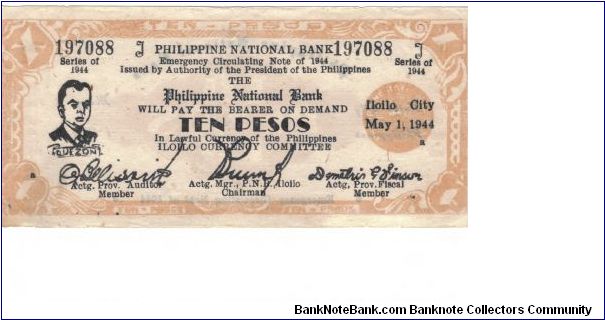 TEN PESOS
197088 J PHILIPPINE NATIONAL BANK 197088 J
Series of 1944
Emergency Circulating Note of 1944
Series of 1944
Issued by Authority of the President of the Philippines
THE
Philippine National Bank
WILL PAY THE BEARER ON DEMAND
Iloilo City
TEN PESOS
May 1, 1944
In Lawful Currency of the Philippines
ILOILO CURRENCY COMMITTEE
QUEZON
a
a
Actg. Prov. Auditor
Member
Actg. Mgr., P.N.B., Iloilo
Chairman
Actg. Prov. Fiscal
Member
BankNoteBank.com Banknote Collectors Community